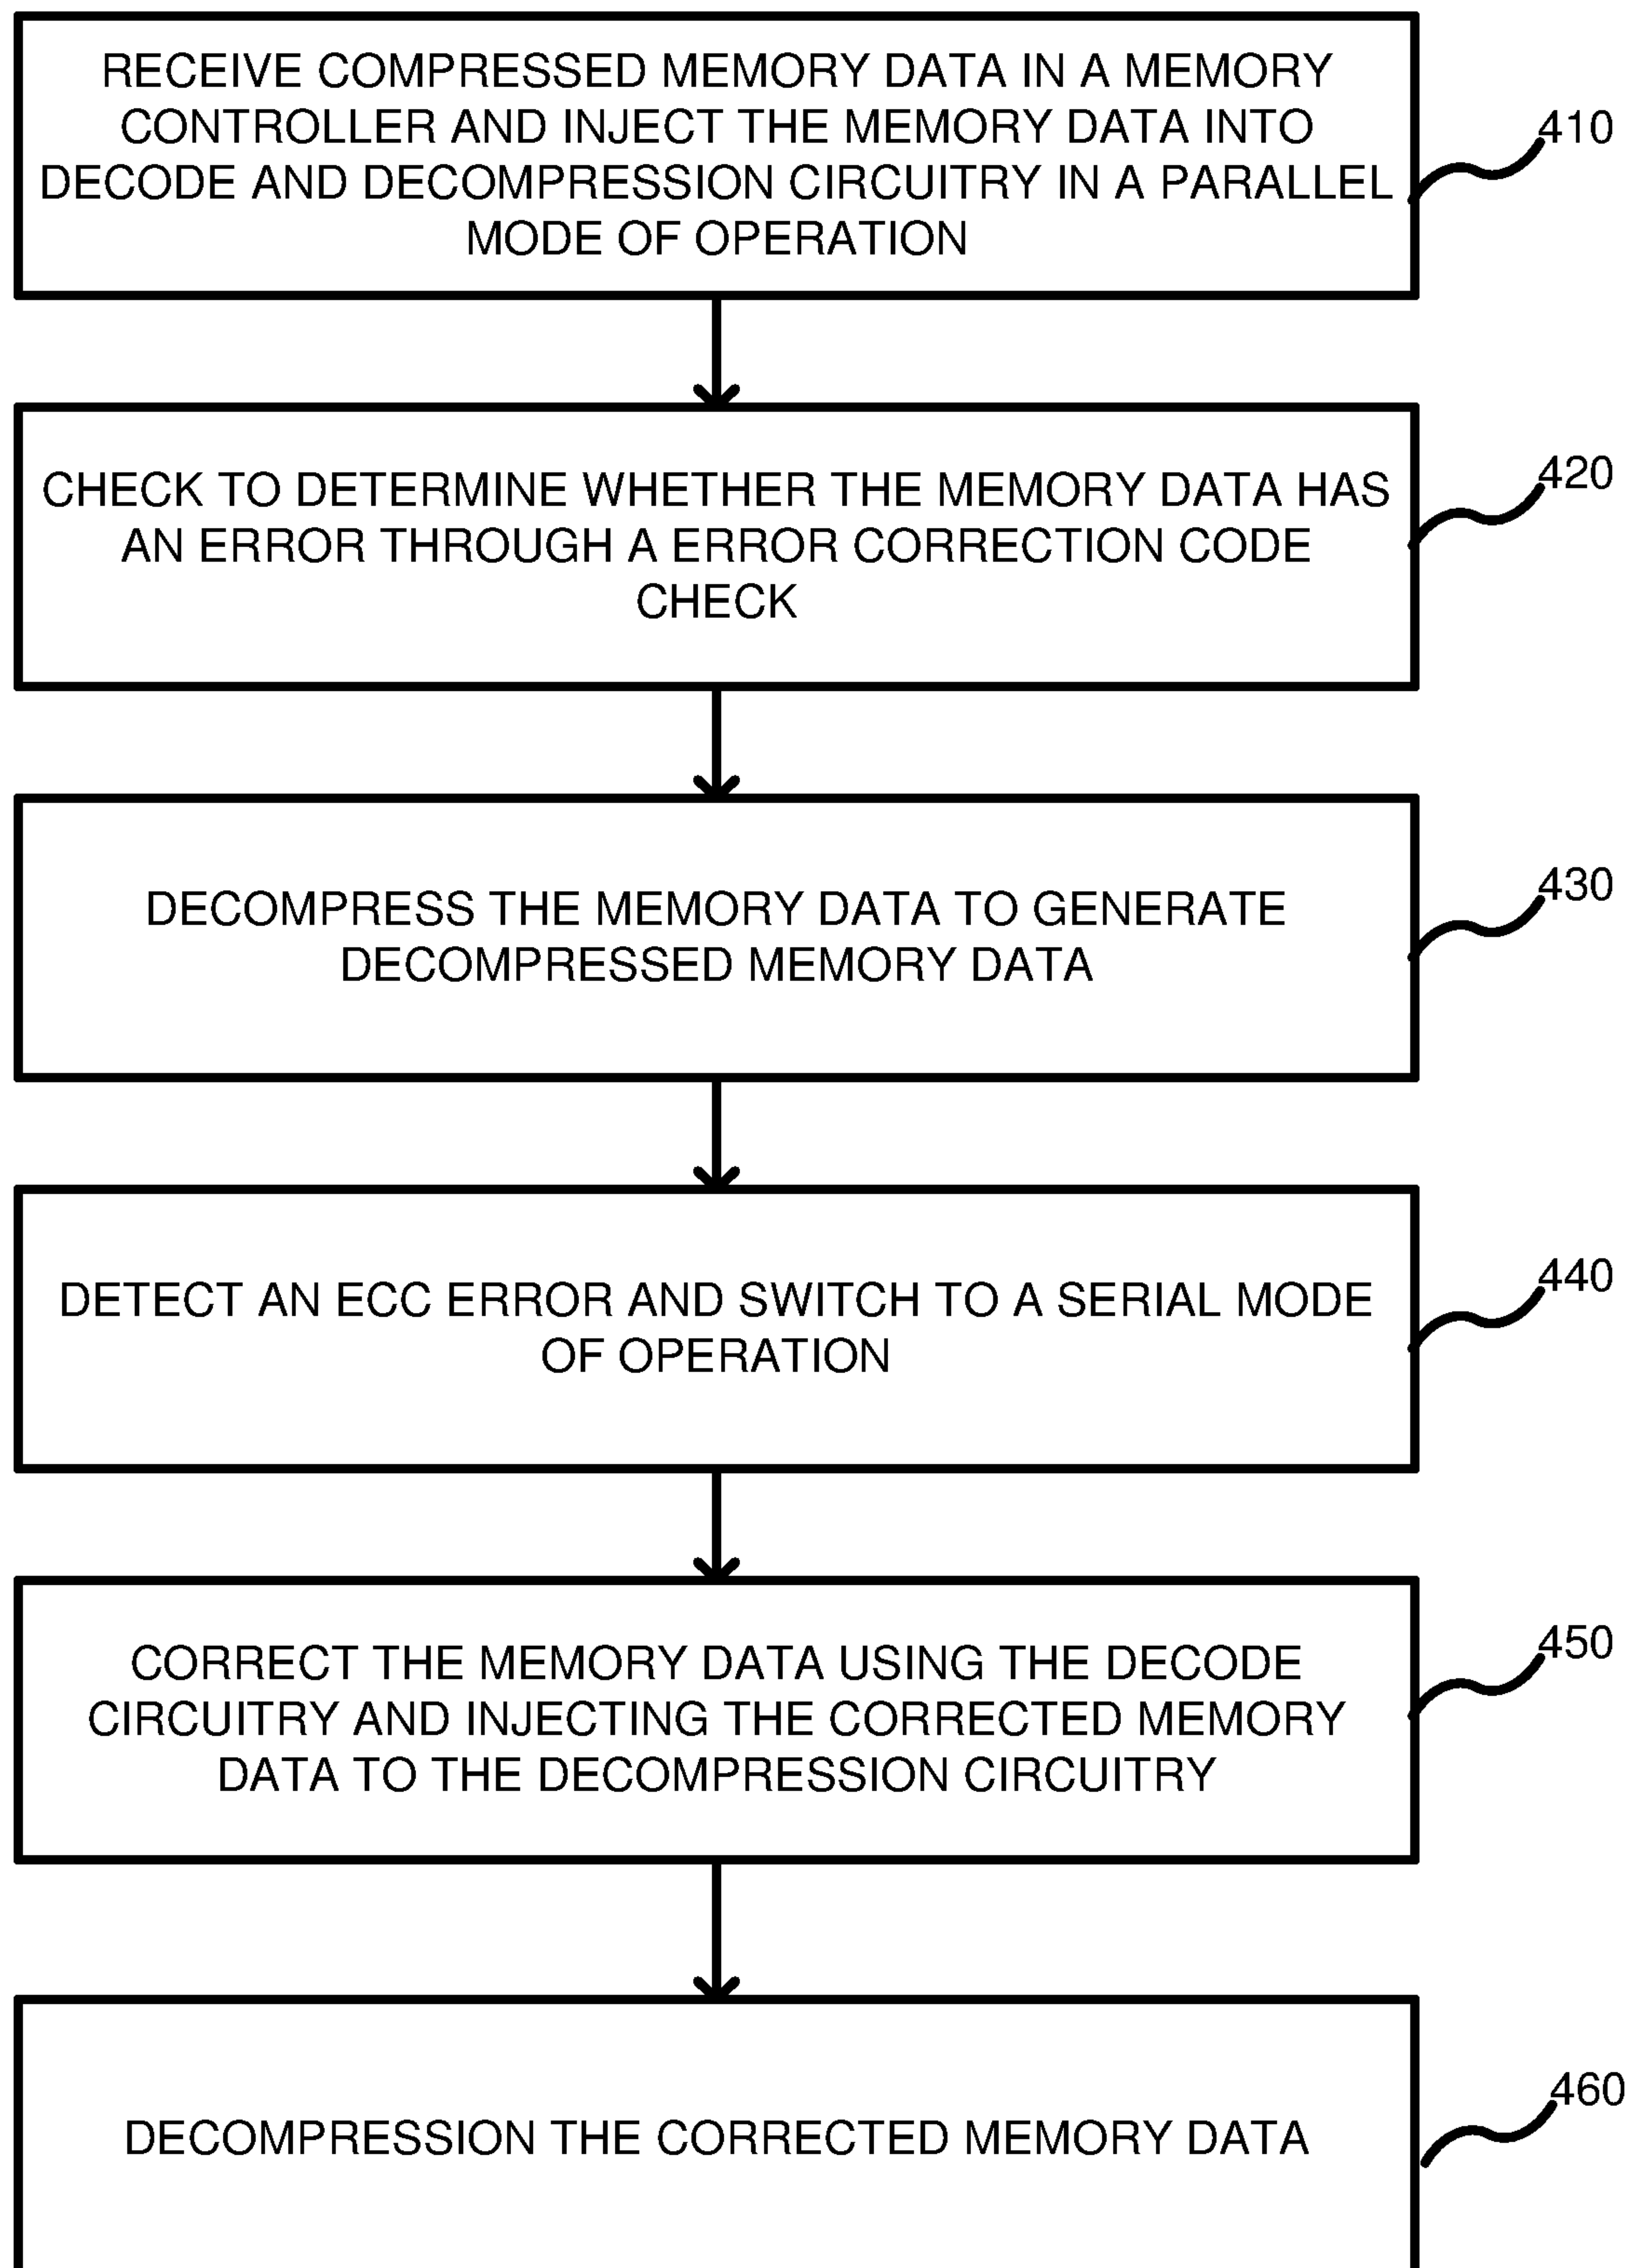 RECEIVE COMPRESSED MEMORY DATA IN A MEMORY
CONTROLLER AND INJECT THE MEMORY DATA INTO
DECODE AND DECOMPRESSION CIRCUITRY IN A PARALLEL
MODE OF OPERATION
410
CHECK TO DETERMINE WHETHER THE MEMORY DATA HAS
AN ERROR THROUGH A ERROR CORRECTION CODE
CHECK
420
DECOMPRESS THE MEMORY DATA TO GENERATE
DECOMPRESSED MEMORY DATA
430
DETECT AN ECC ERROR AND SWITCH TO A SERIAL MODE
OF OPERATION
440
CORRECT THE MEMORY DATA USING THE DECODE
CIRCUITRY AND INJECTING THE CORRECTED MEMORY
DATA TO THE DECOMPRESSION CIRCUITRY
450
DECOMPRESSION THE CORRECTED MEMORY DATA
460